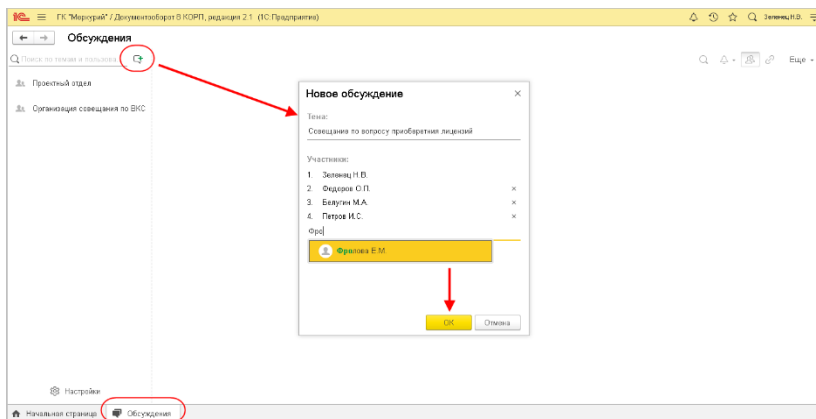 1С ГК "Меркурий" / Документооборот 8 КОРП, редакция 2.1 (1С:Предприятие) Зеленец Н.В.
Обсуждения
Поиск по темам и пользова
Еще
Проектный отдел
Организация совещания по ВКС
Новое обсуждение
Тема:
Совещание по вопросу приобретния лицензий
Участники:
1. Зеленец Н.В.
2. Федоров О.П.
3. Белугин М.А.
4. Петров И.С.
Фро
Фролова Е.М.
ОК Отмена
Настройки
Начальная страница Обсуждения